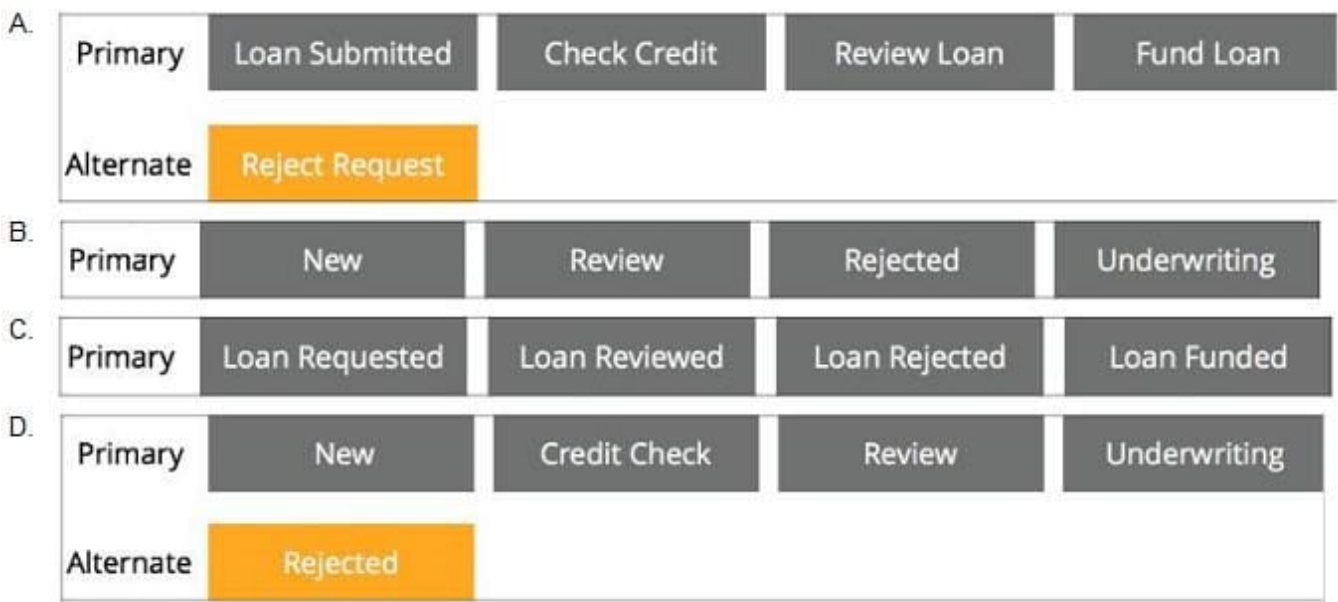 A.
Primary Loan Submitted Check Credit Review Loan Fund Loan
Alternate Reject Request
B.
Primary New Review Rejected Underwriting
C.
Primary Loan Requested Loan Reviewed Loan Rejected Loan Funded
D.
Primary New Credit Check Review Underwriting
Alternate Rejected